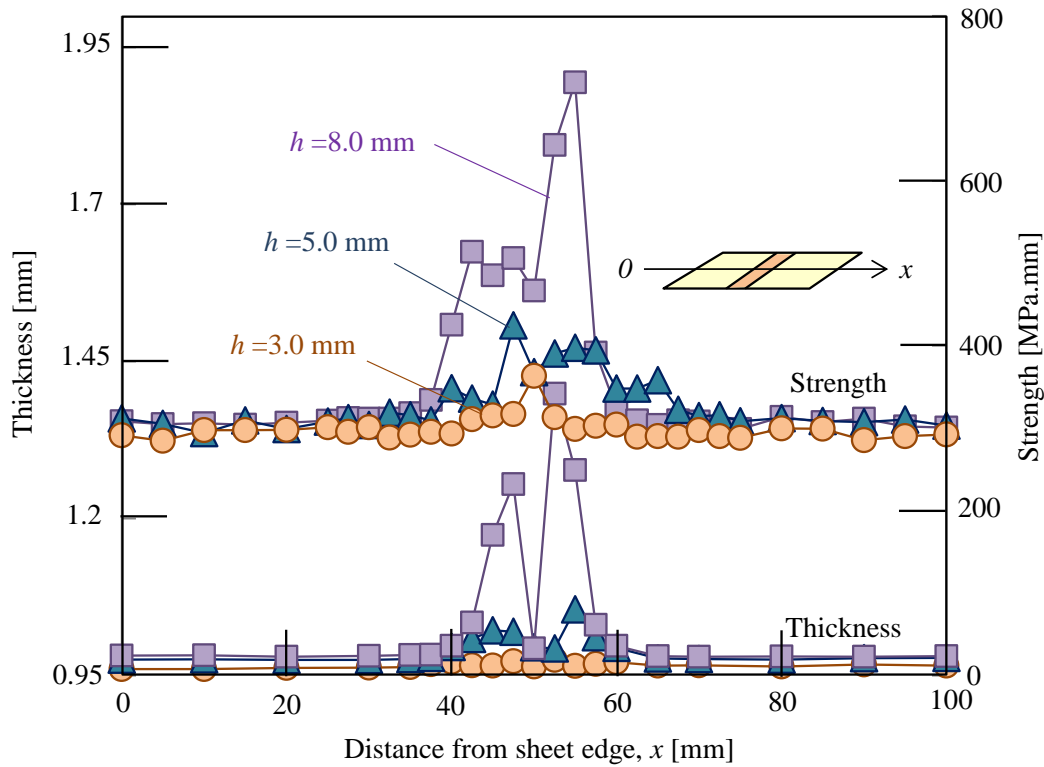 1.95
1.7
1.45
1.2
0.95
Thickness [mm]
800
600
400
200
0
Strength [MPa.mm]
h =8.0 mm
h =5.0 mm
h =3.0 mm
0
x
Strength
Thickness
0
20
40
60
80
100
Distance from sheet edge, x [mm]